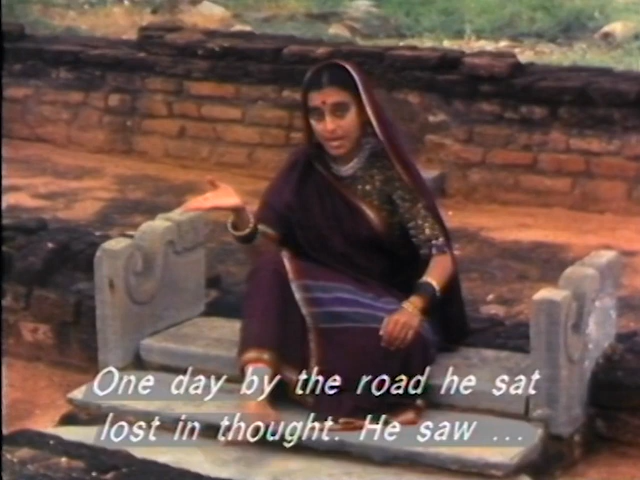 One day by the road he sat
lost in thought. He saw ...